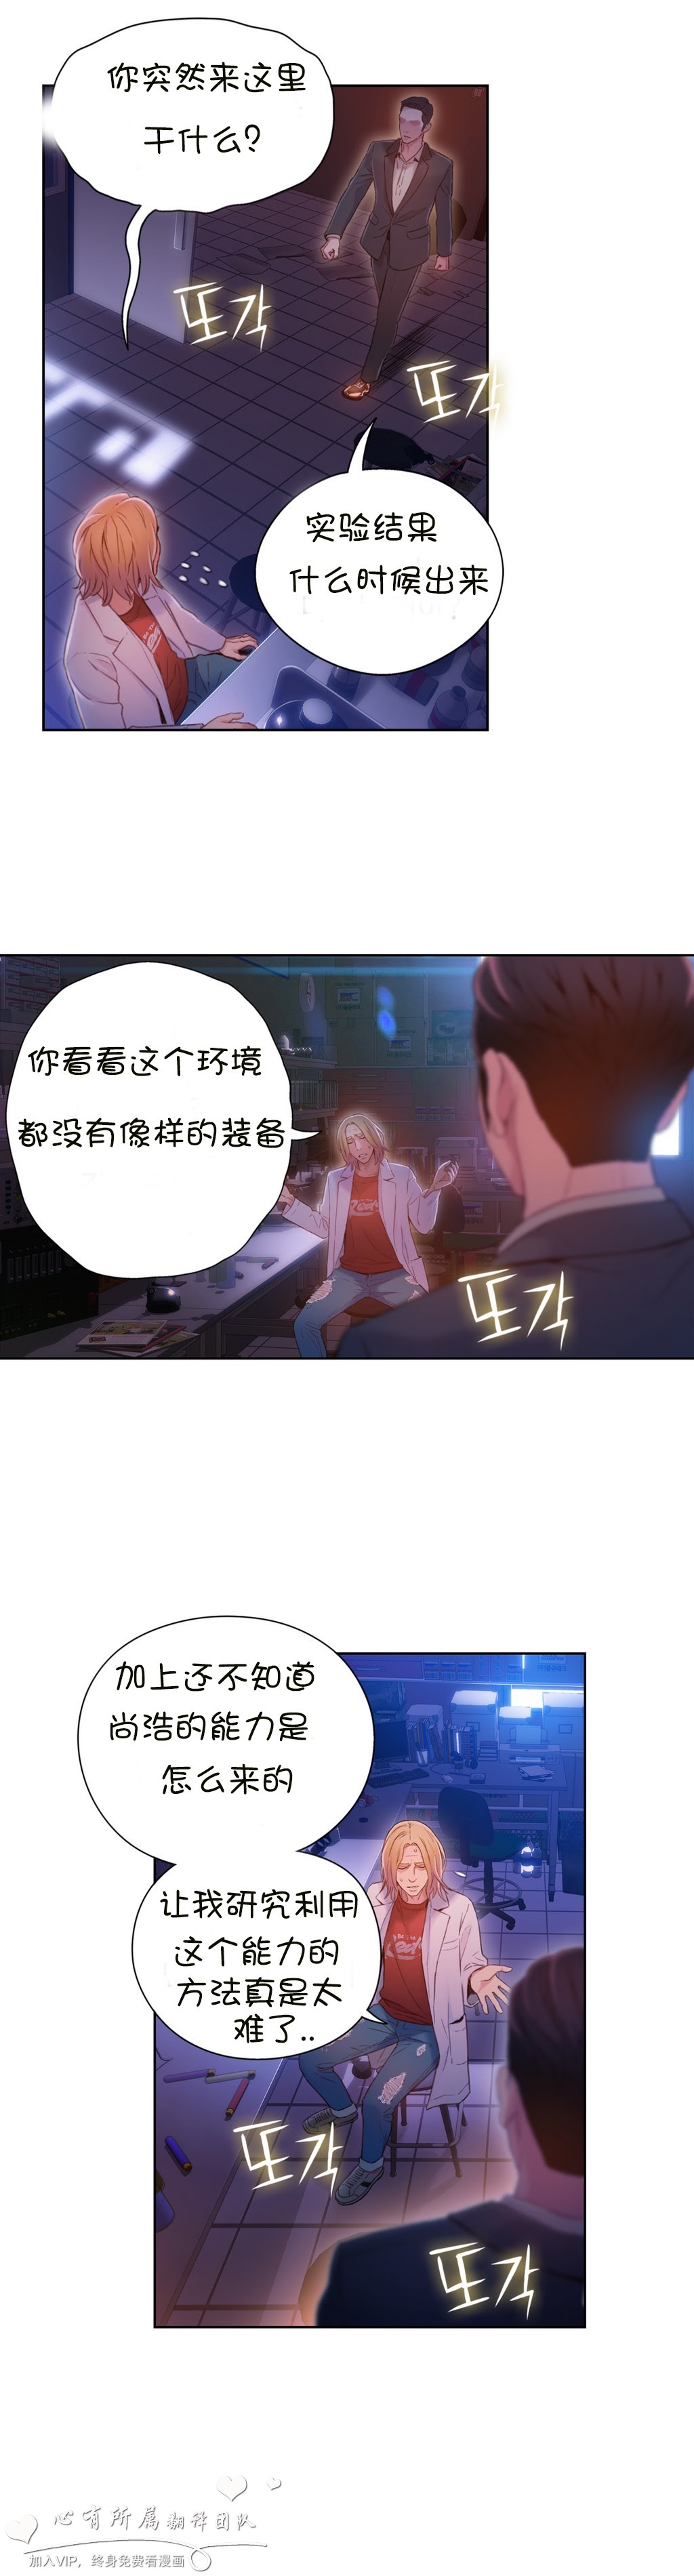 你突然来这里
干什么?
또각
또각
实验结果
什么时候出来
你看看这个环境
都没有像样的装备
또각
加上还不知道
尚浩的能力是
怎么来的
让我研究利用
这个能力的
方法真是太
难了..
또각
또각
心有所属翻译团队
加入VIP，终身免费看漫画